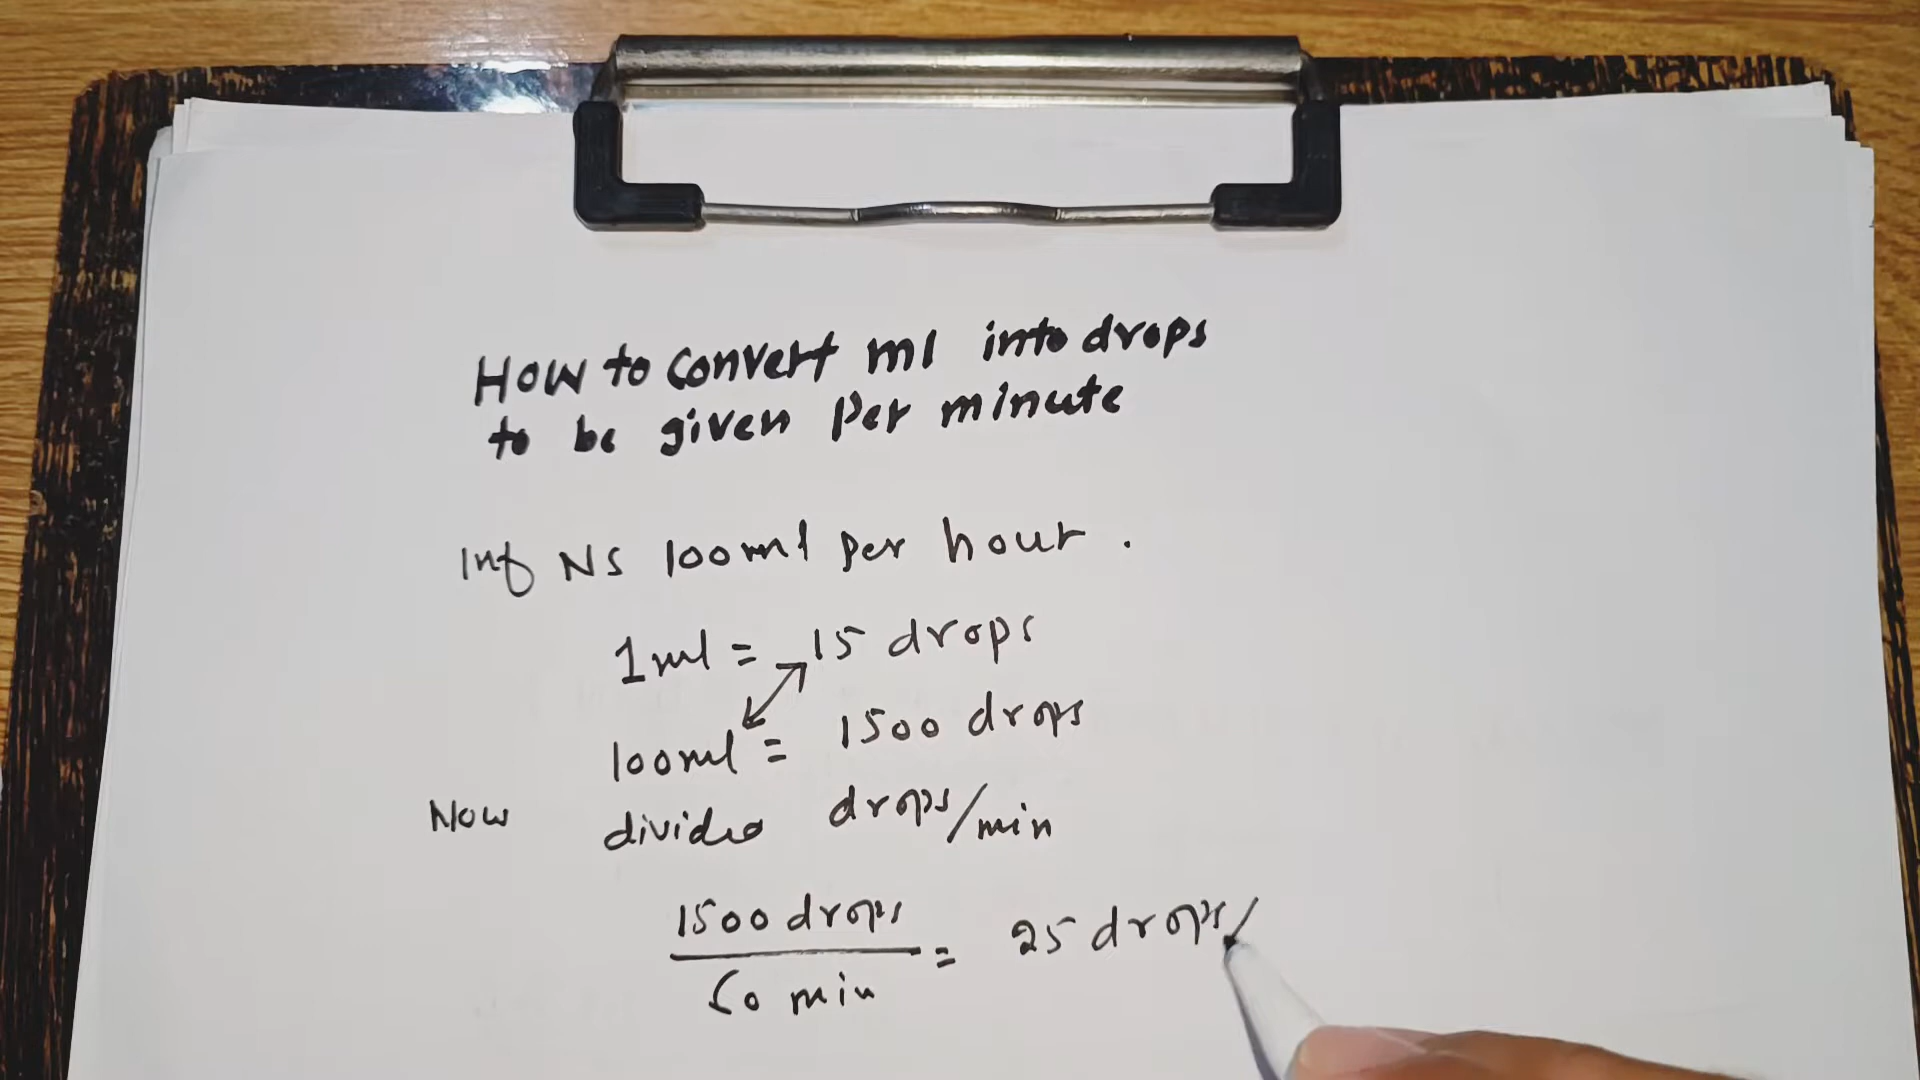 How to convert ml into drops
to be given per minute
Inf NS 100ml per hour.
1ml = 15 drops
100ml = 1500 drops
Now divide drops/min
1500 drops
60 min
= 25 drops/